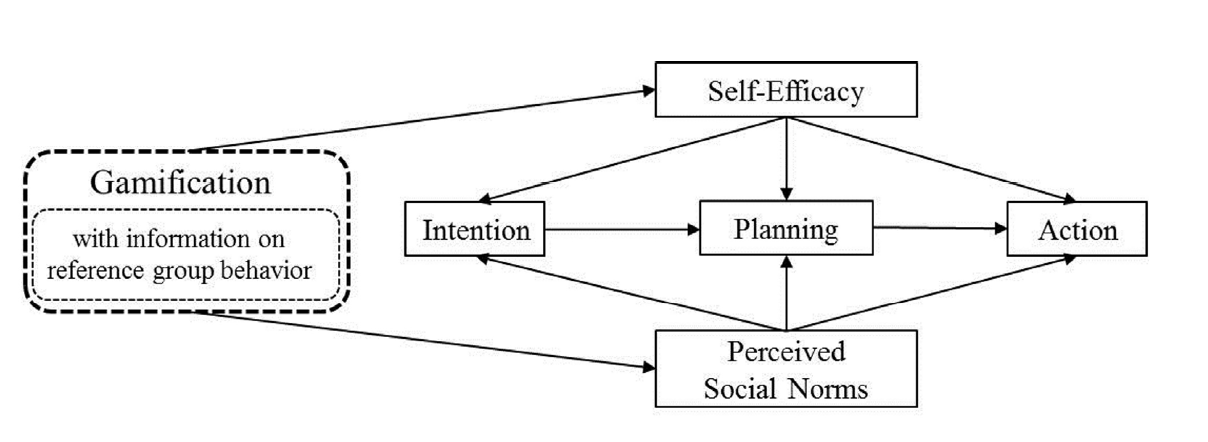 Self-Efficacy
Gamification
with information on
reference group behavior
Intention
Planning
Action
Perceived
Social Norms